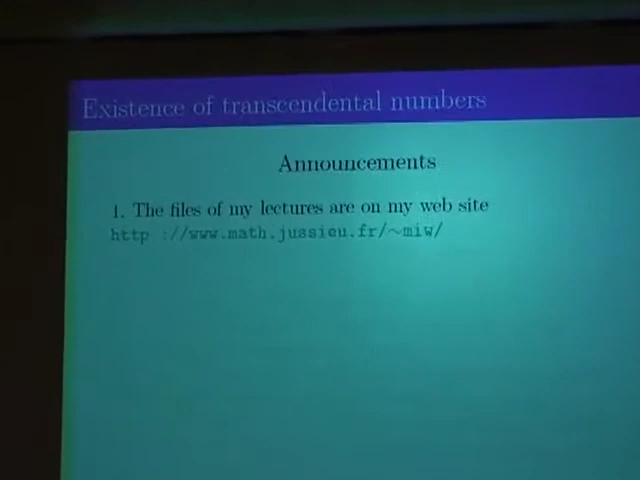 Existence of transcendental numbers
Announcements
1. The files of my lectures are on my web site
http ://www.math.jussieu.fr/~miw/